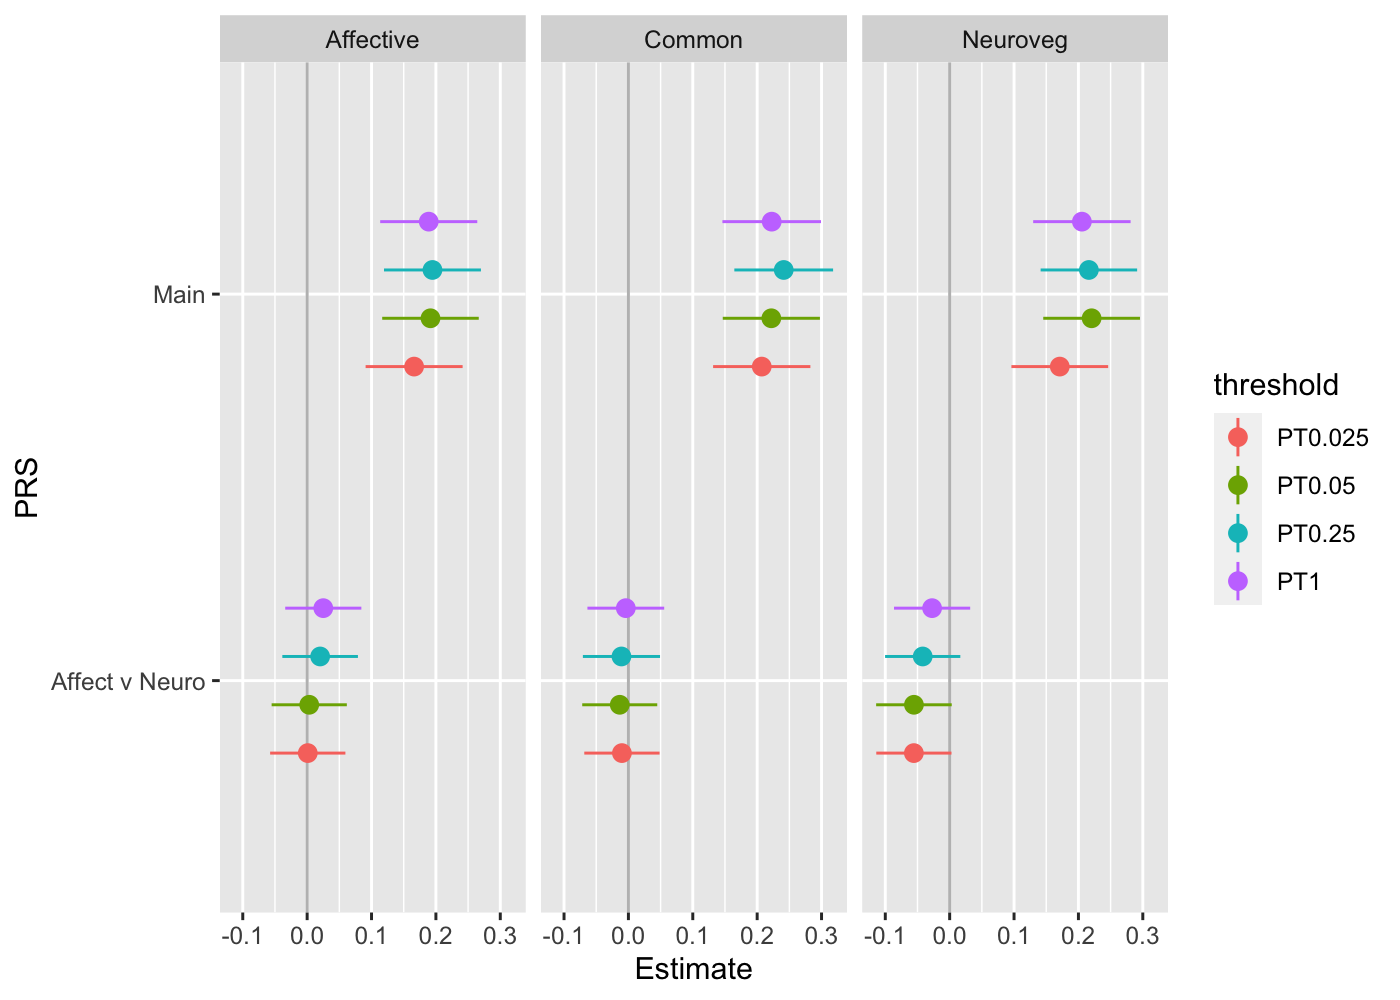 Affective Common Neuroveg
Main
Affect v Neuro
PRS
-0.1 0.0 0.1 0.2 0.3 -0.1 0.0 0.1 0.2 0.3 -0.1 0.0 0.1 0.2 0.3
Estimate
threshold
PT0.025
PT0.05
PT0.25
PT1